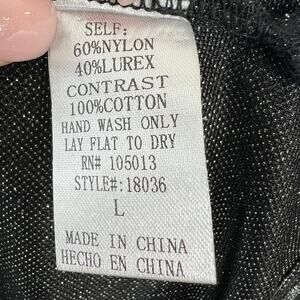 SELF:
60%NYLON
40%LUREX
CONTRAST
100%COTTON
HAND WASH ONLY
LAY FLAT TO DRY
RN# 105013
STYLE#:18036
L
MADE IN CHINA
HECHO EN CHINA